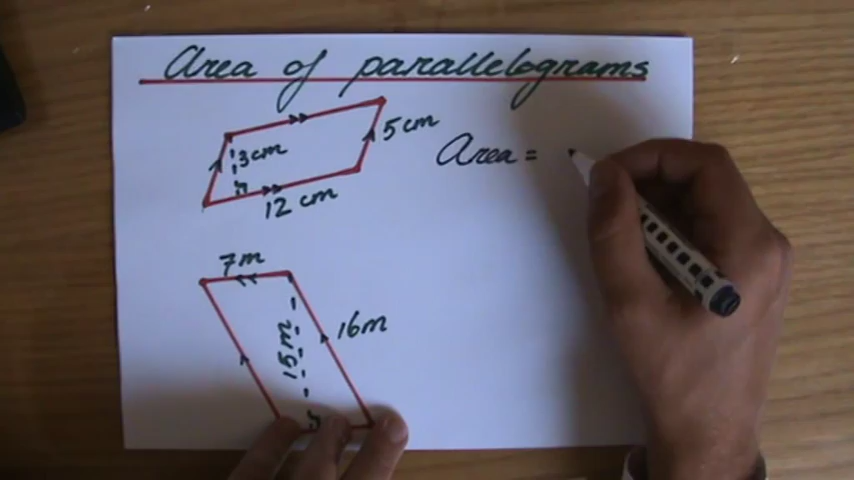 Area of parallelograms
3cm
5cm
12 cm
Area =
7m
15m
16m